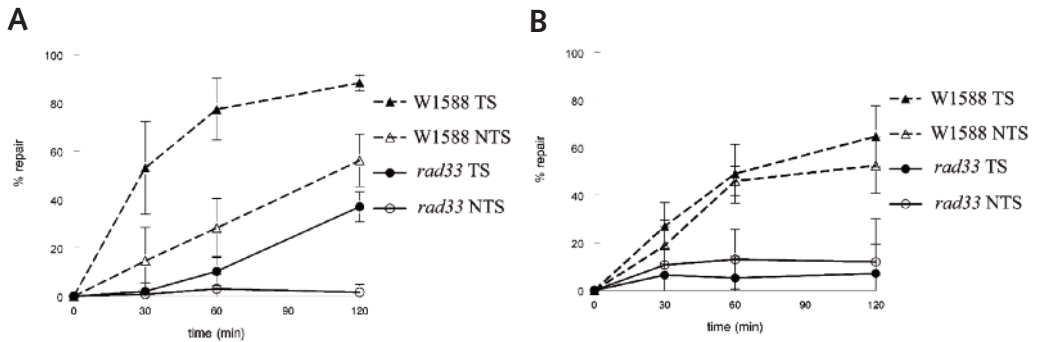 A
100
80
60
40
20
0
% repair
0 30 60 90 120
time (min)
W1588 TS
W1588 NTS
rad33 TS
rad33 NTS
B
100
80
60
40
20
0
% repair
0 30 60 90 120
time (min)
W1588 TS
W1588 NTS
rad33 TS
rad33 NTS